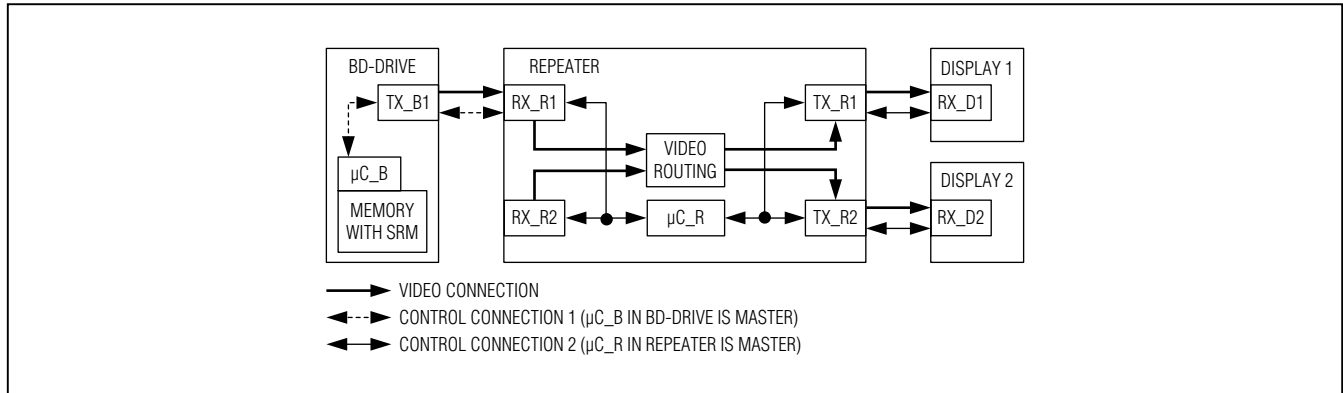 BD-DRIVE
TX_B1
µC_B
MEMORY
WITH SRM
REPEATER
RX_R1
RX_R2
VIDEO
ROUTING
µC_R
TX_R1
TX_R2
DISPLAY 1
RX_D1
DISPLAY 2
RX_D2
VIDEO CONNECTION
CONTROL CONNECTION 1 (µC_B IN BD-DRIVE IS MASTER)
CONTROL CONNECTION 2 (µC_R IN REPEATER IS MASTER)